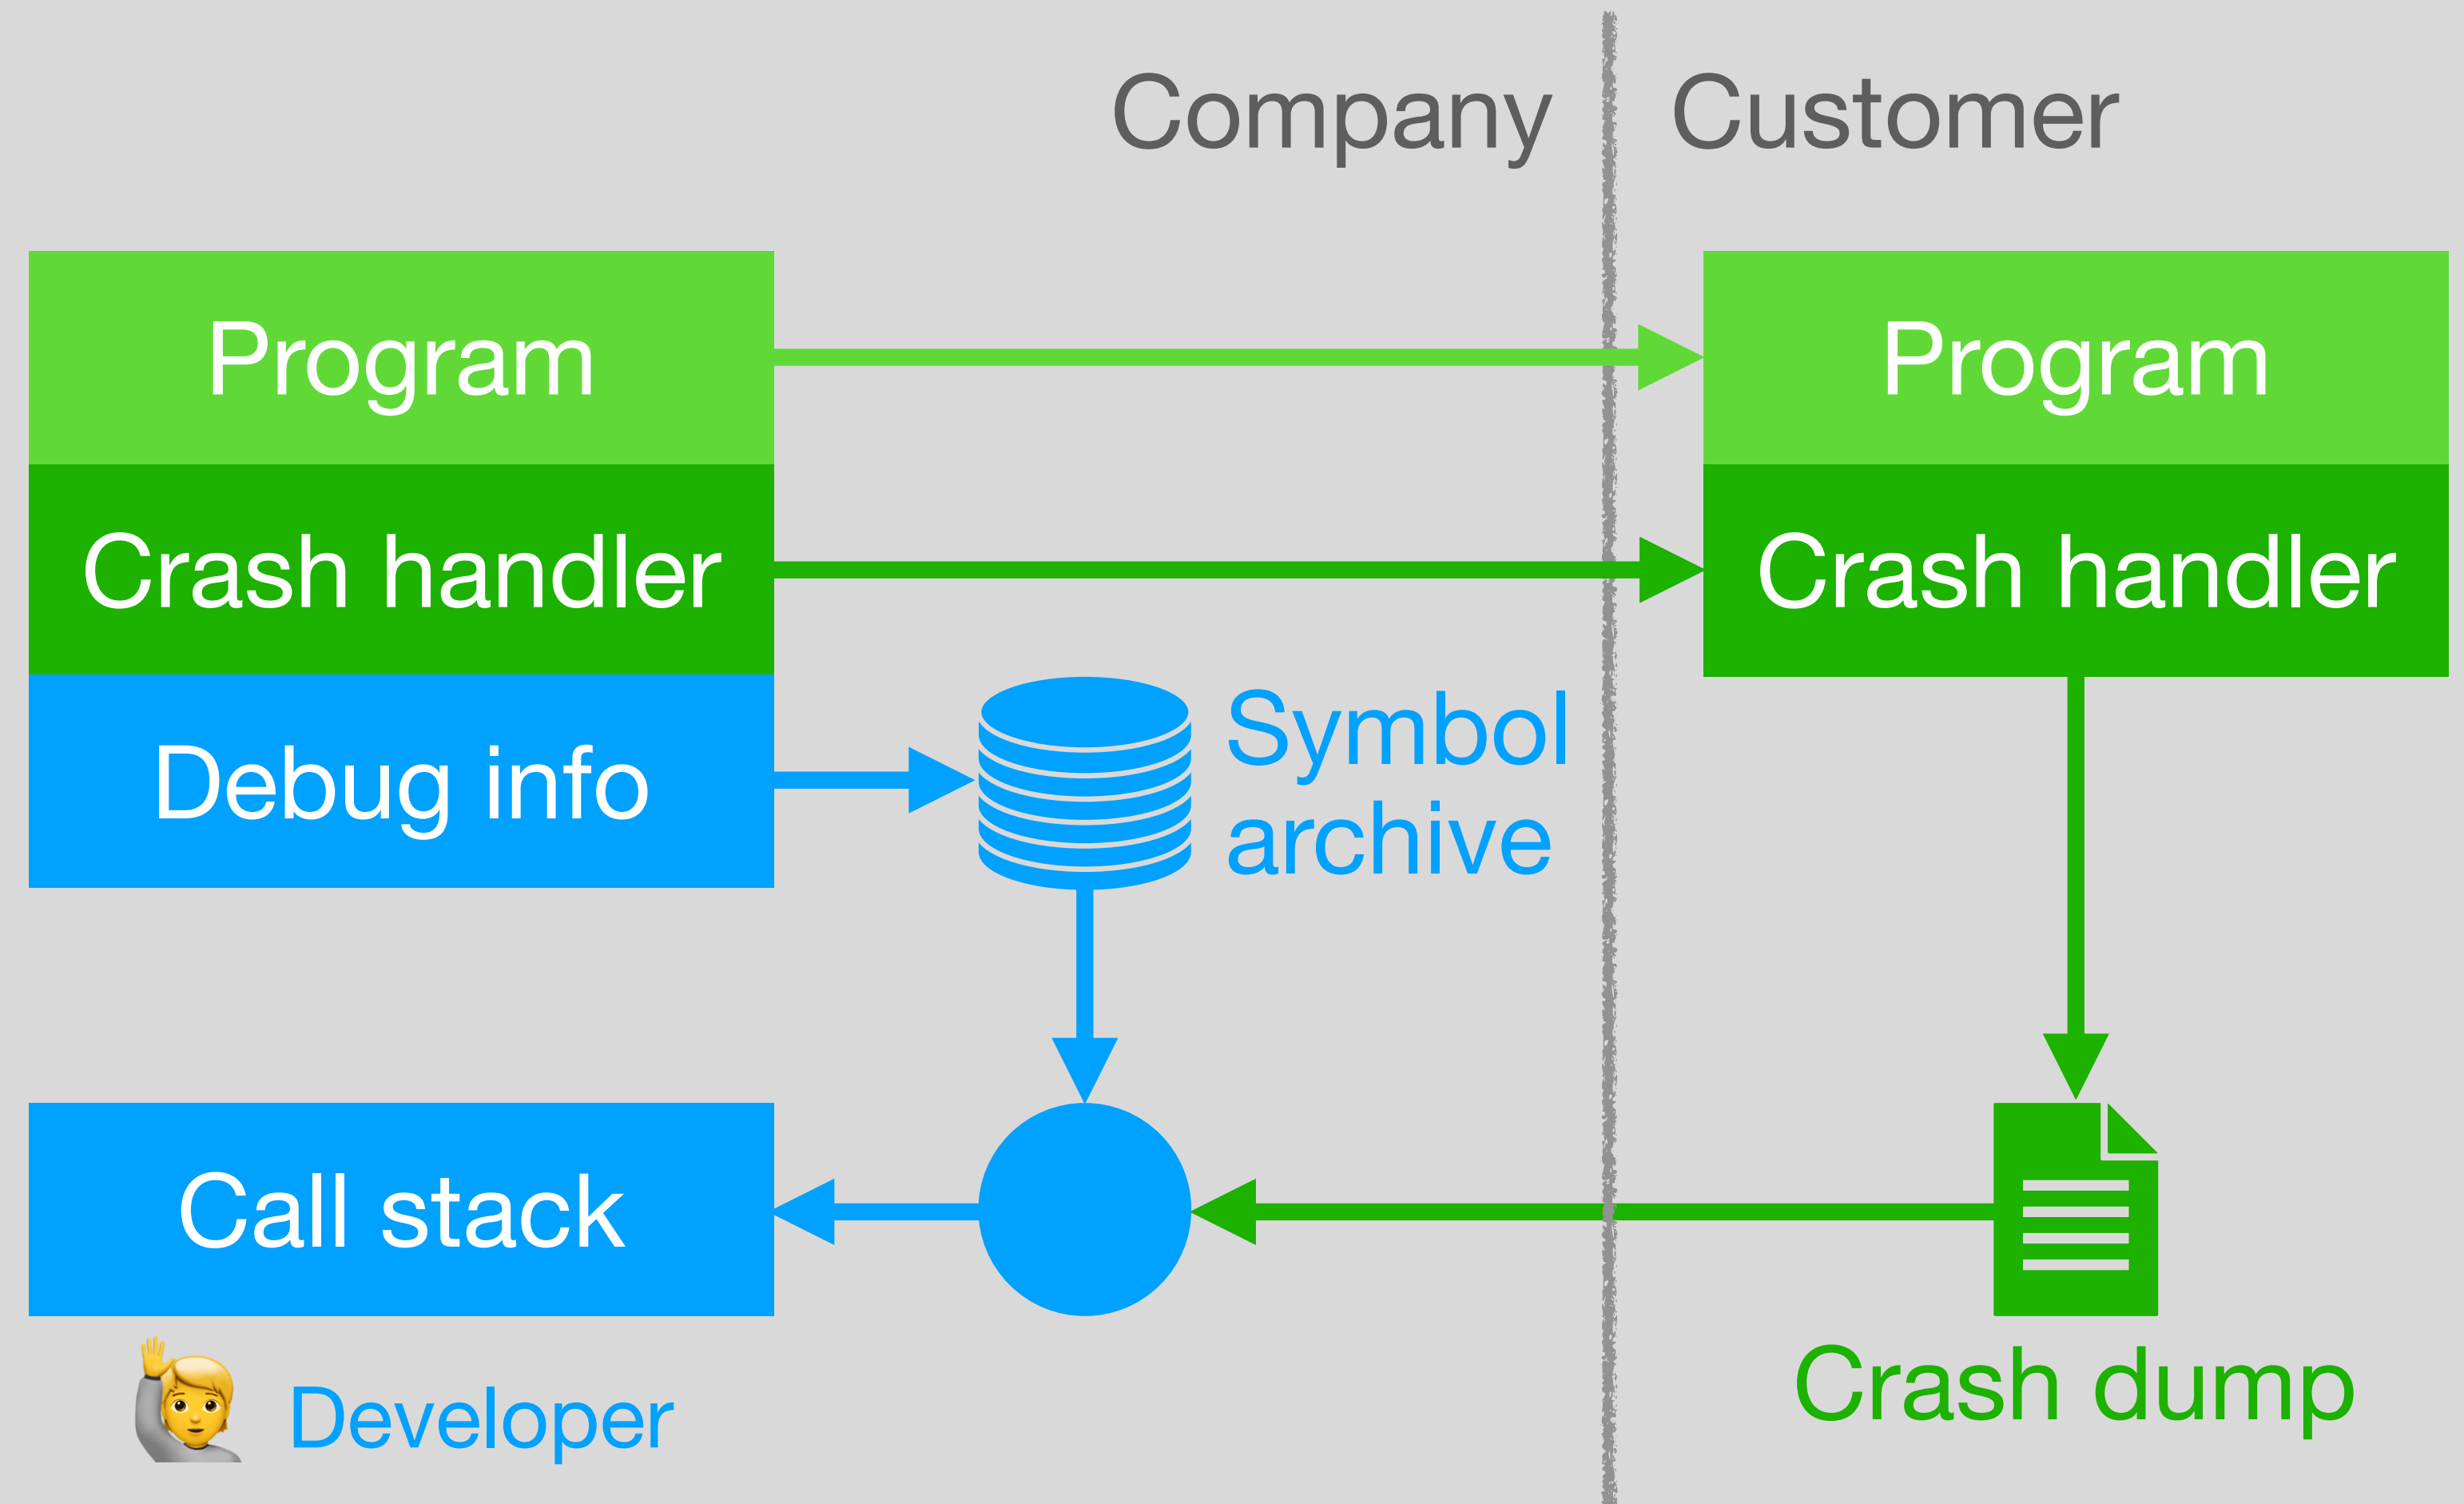 Company
Customer
Program
Program
Crash handler
Crash handler
Debug info
Symbol
archive
Call stack
Developer
Crash dump